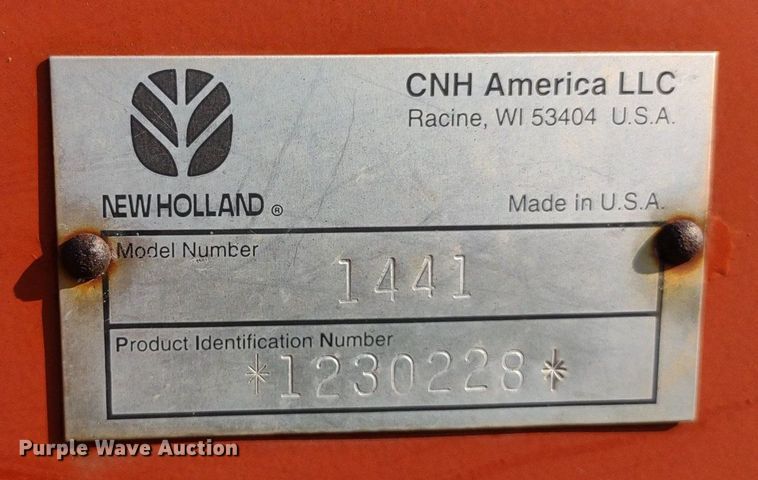 CNH America LLC
Racine, WI 53404 U.S.A.
NEW HOLLAND ®
Made in U.S.A.
Model Number
1441
Product Identification Number
*1230228*
Purple Wave Auction